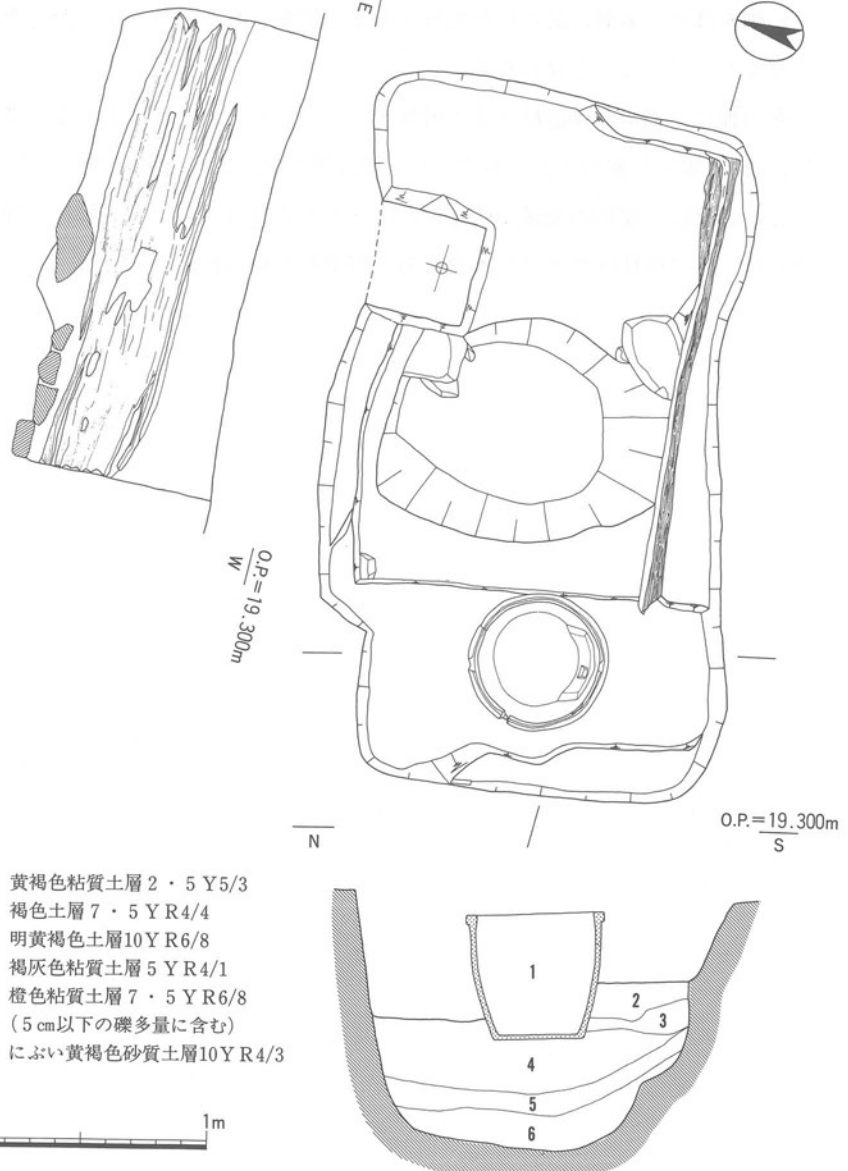 E
O.P.=19.300m
W
N
O.P.=19.300m
S
黄褐色粘質土層2・5Y5/3
褐色土層7・5YR4/4
明黄褐色土層10YR6/8
褐灰色粘質土層5YR4/1
橙色粘質土層7・5YR6/8
(5cm以下の礫多量に含む)
にぶい黄褐色砂質土層10YR4/3
1
2
3
4
5
6
1m